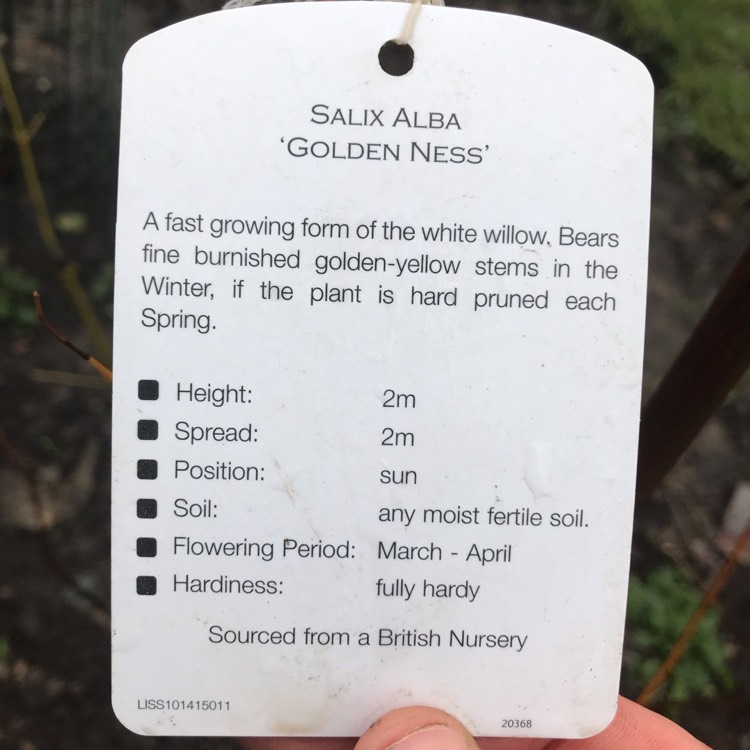 SALIX ALBA
'GOLDEN NESS'
A fast growing form of the white willow. Bears
fine burnished golden-yellow stems in the
Winter, if the plant is hard pruned each
Spring.
Height: 2m
Spread: 2m
Position: sun
Soil: any moist fertile soil.
Flowering Period: March - April
Hardiness: fully hardy
Sourced from a British Nursery
LISS101415011
20368